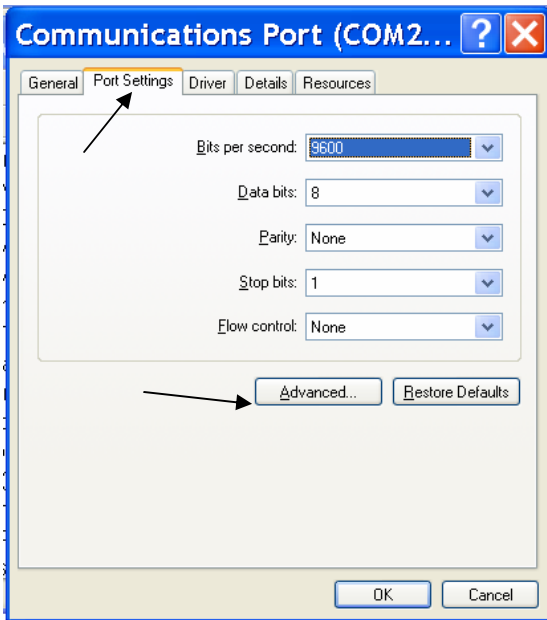 Communications Port (COM2...
General Port Settings Driver Details Resources
Bits per second: 9600
Data bits: 8
Parity: None
Stop bits: 1
Flow control: None
Advanced... Restore Defaults
OK Cancel